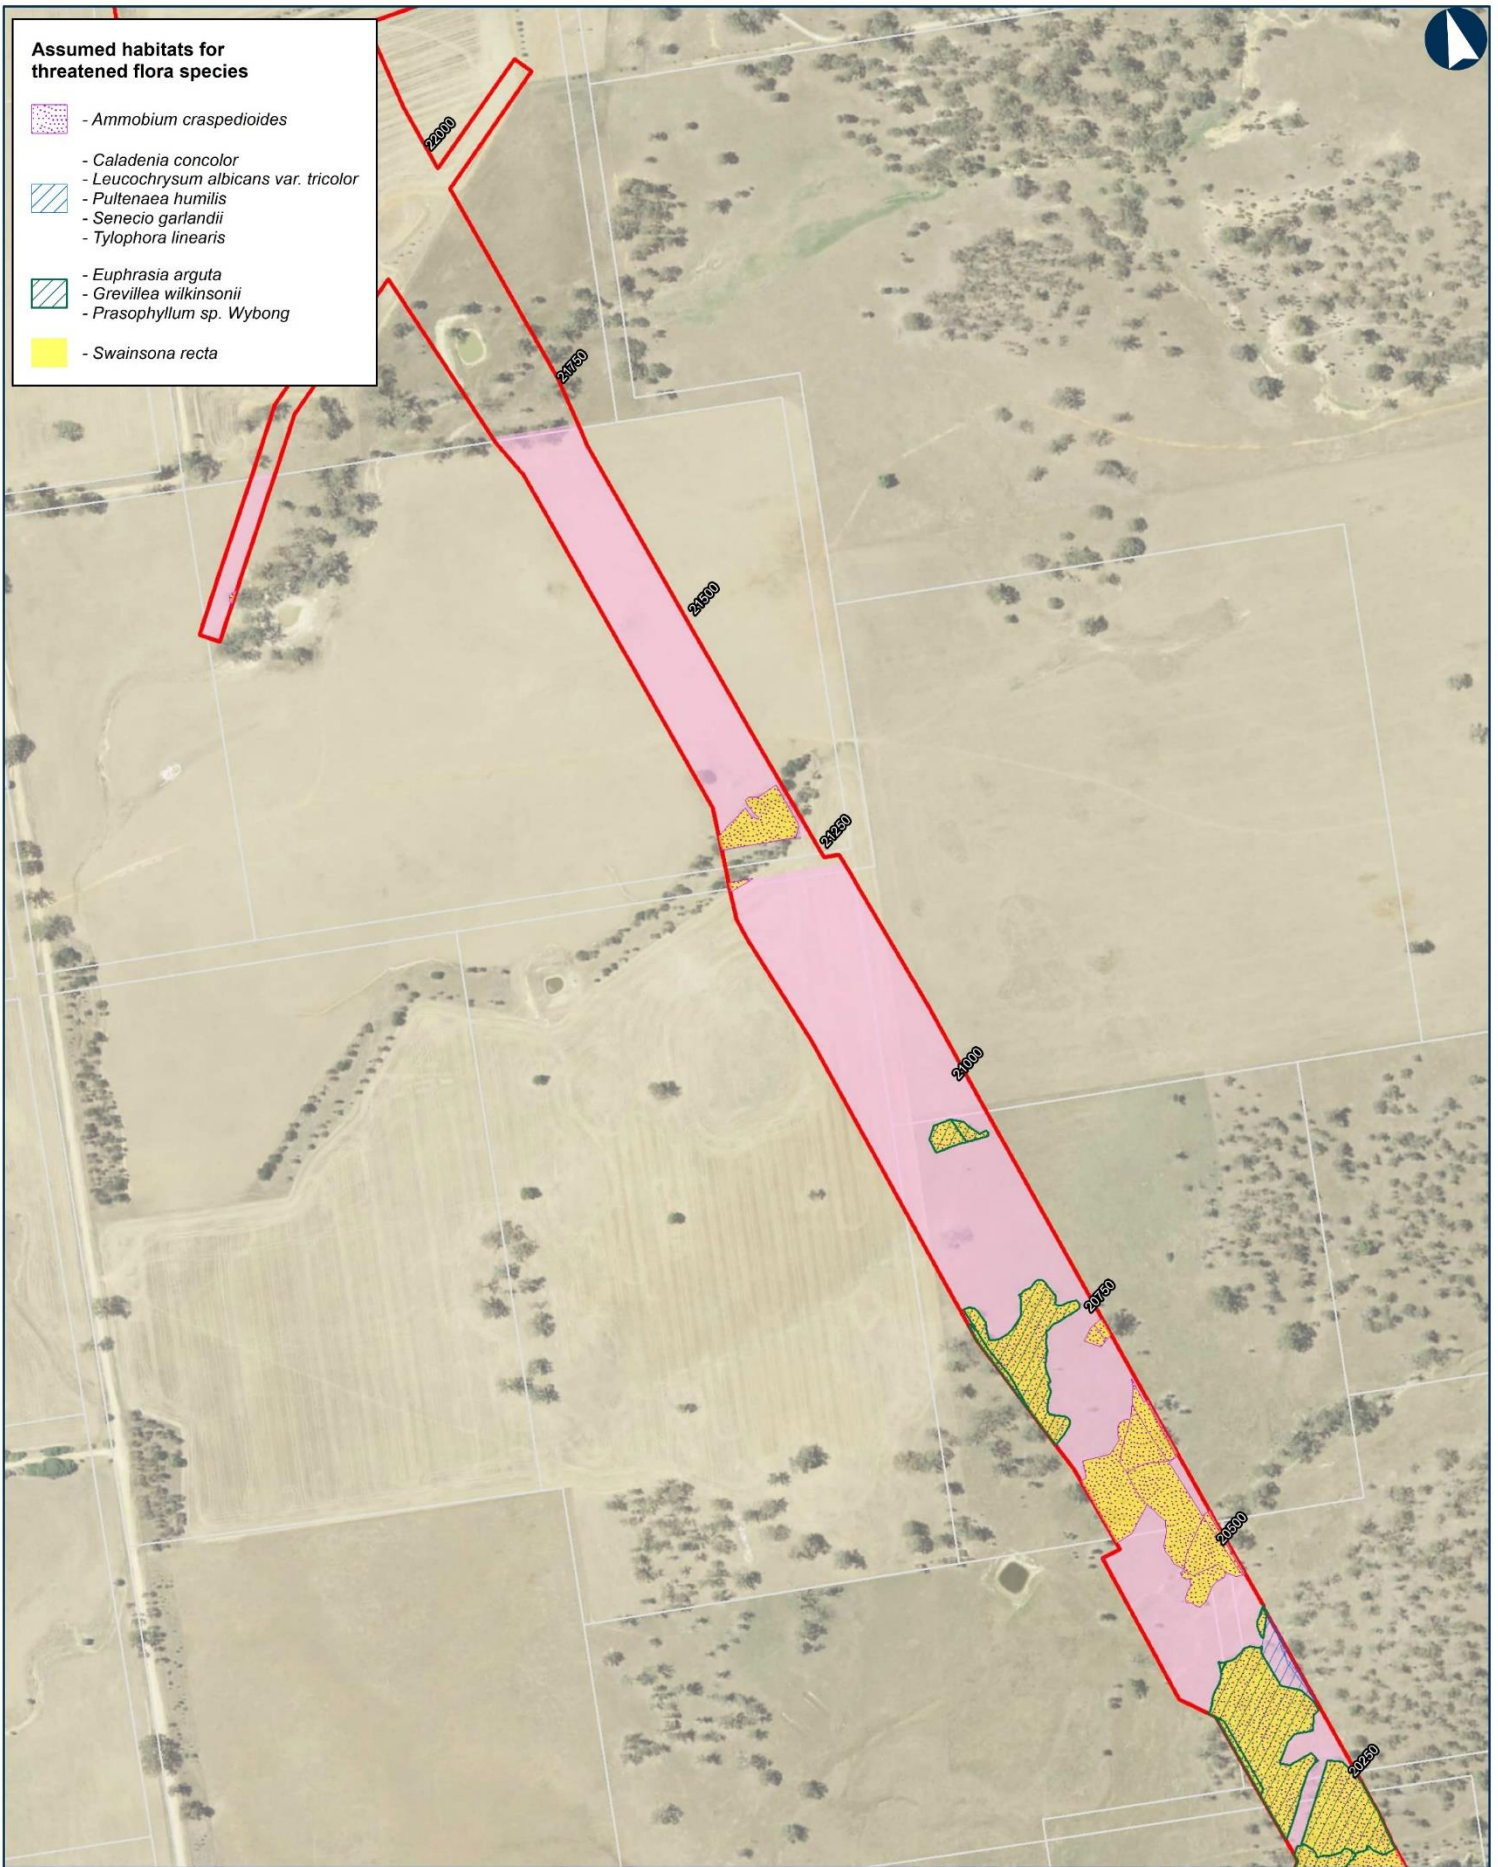 Assumed habitats for
threatened flora species
- Ammobium craspedioides
- Caladenia concolor
- Leucochrysum albicans var. tricolor
- Pultenaea humilis
- Senecio garlandii
- Tylophora linearis
- Euphrasia arguta
- Grevillea wilkinsonii
- Prasophyllum sp. Wybong
- Swainsona recta
22000
21750
21500
21250
21000
20750
20500
20250